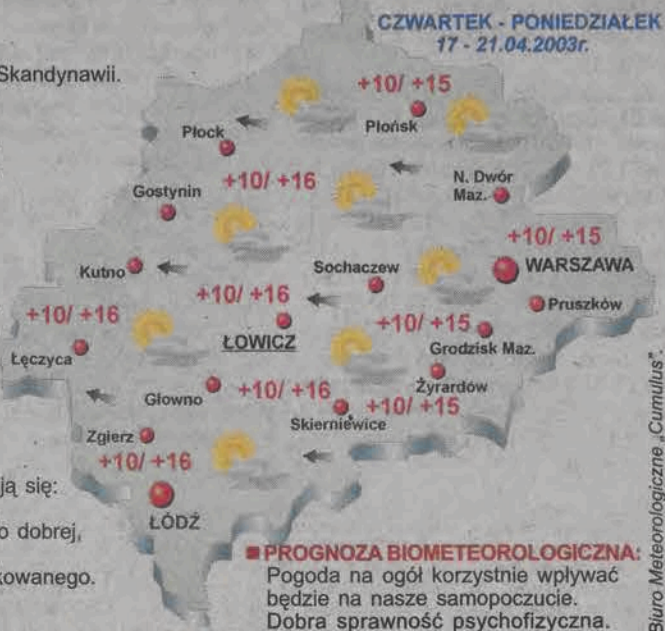 CZWARTEK - PONIEDZIAŁEK
17 - 21.04.2003r.
Skandynawii.
+10/ +15
Płock
Płońsk
Gostynin
+10/ +16
N. Dwór
Maz.
+10/ +15
Kutno
Sochaczew
WARSZAWA
+10/ +16
+10/ +16
ŁOWICZ
+10/ +15
Pruszków
Łęczyca
Grodzisk Maz.
Głowno
+10/ +16
Żyrardów
Skierniewice
+10/ +15
Zgierz
+10/ +16
ŁÓDŹ
ją się:
o dobrej,
kowanego.
■ PROGNOZA BIOMETEOROLOGICZNA:
Pogoda na ogół korzystnie wpływać
będzie na nasze samopoczucie.
Dobra sprawność psychofizyczna.
Biuro Meteorologiczne „Cumulus".